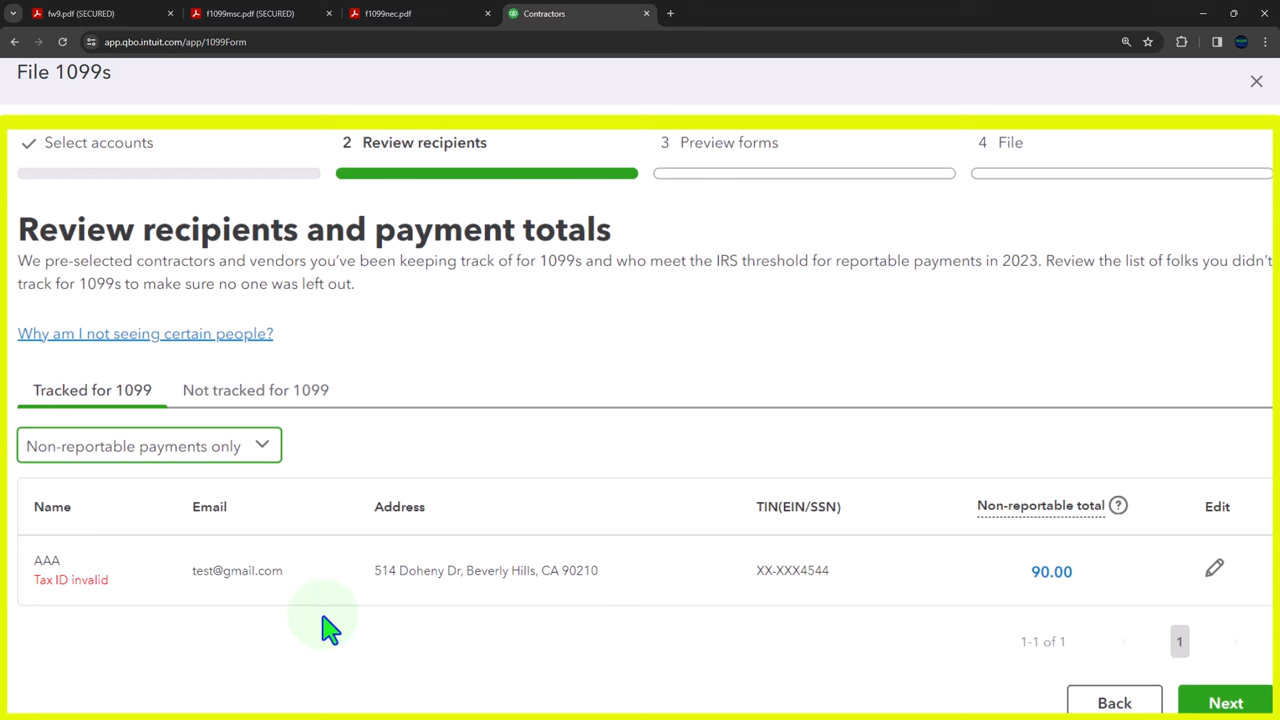 fw9.pdf (SECURED)
f1099msc.pdf (SECURED)
f1099nec.pdf
Contractors
app.qbo.intuit.com/app/1099Form
File 1099s
Select accounts
2 Review recipients
3 Preview forms
4 File
Review recipients and payment totals
We pre-selected contractors and vendors you've been keeping track of for 1099s and who meet the IRS threshold for reportable payments in 2023. Review the list of folks you didn't
track for 1099s to make sure no one was left out.
Why am I not seeing certain people?
Tracked for 1099
Not tracked for 1099
Non-reportable payments only
Name Email Address TIN(EIN/SSN) Non-reportable total ? Edit
AAA
Tax ID invalid
test@gmail.com
514 Doheny Dr, Beverly Hills, CA 90210
XX-XXX4544
90.00
1-1 of 1
1
Back
Next